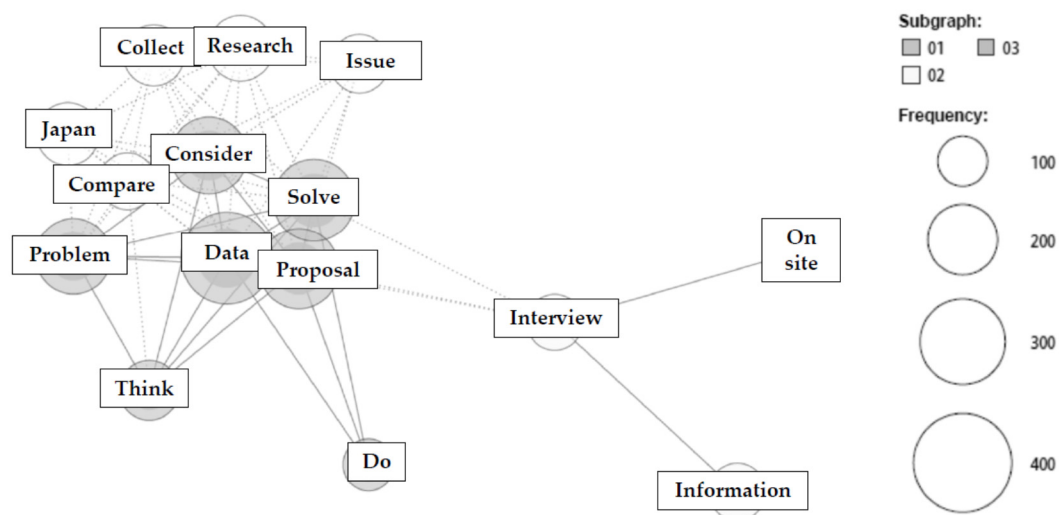 Collect
Research
Issue
Japan
Consider
Compare
Solve
Problem
Data
Proposal
On
site
Interview
Think
Do
Information
Subgraph:
01
03
02
Frequency:
100
200
300
400